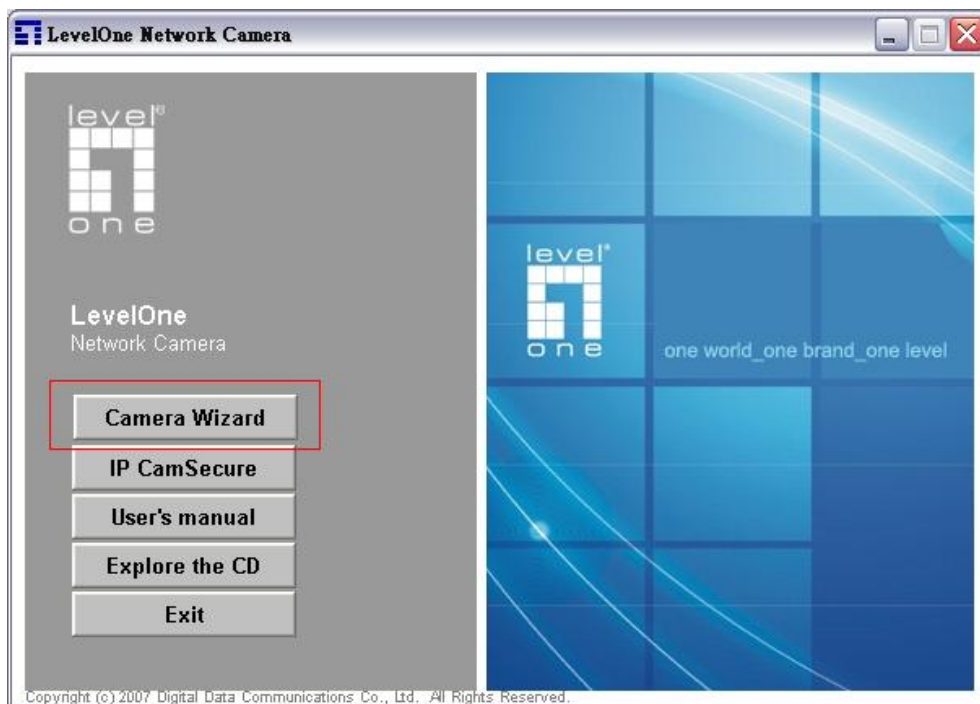 LevelOne Network Camera
level®
one
LevelOne
Network Camera
Camera Wizard
IP CamSecure
User's manual
Explore the CD
Exit
level®
one
one world_one brand_one level
Copyright (c) 2007 Digital Data Communications Co., Ltd. All Rights Reserved.